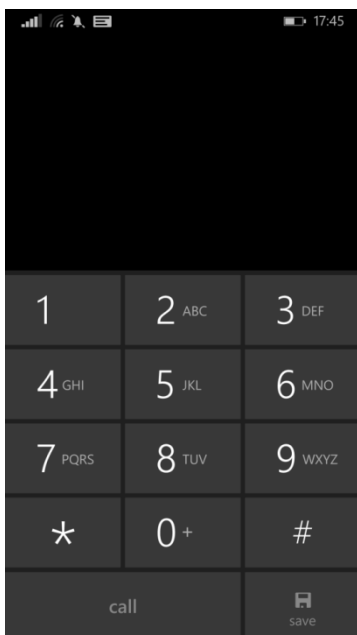 17:45
1 2 ABC 3 DEF
4 GHI 5 JKL 6 MNO
7 PQRS 8 TUV 9 WXYZ
* 0 + #
call save